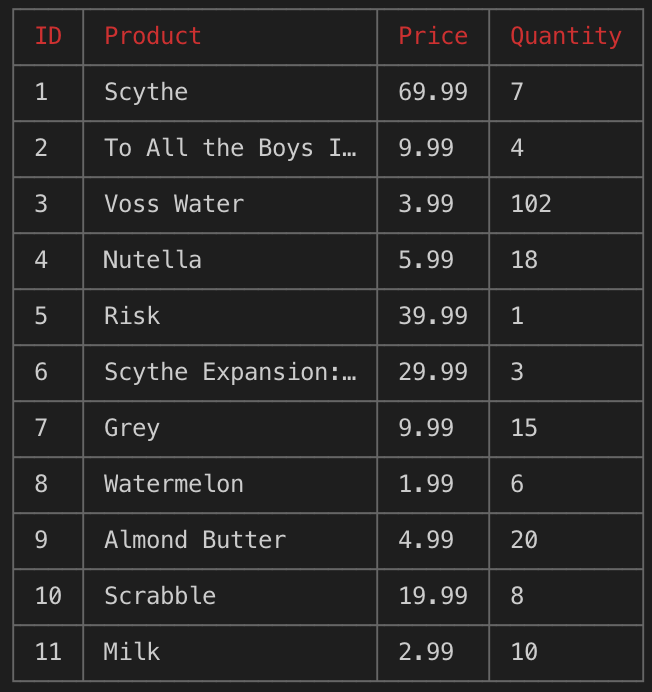 ID Product Price Quantity
1 Scythe 69.99 7
2 To All the Boys I… 9.99 4
3 Voss Water 3.99 102
4 Nutella 5.99 18
5 Risk 39.99 1
6 Scythe Expansion:… 29.99 3
7 Grey 9.99 15
8 Watermelon 1.99 6
9 Almond Butter 4.99 20
10 Scrabble 19.99 8
11 Milk 2.99 10